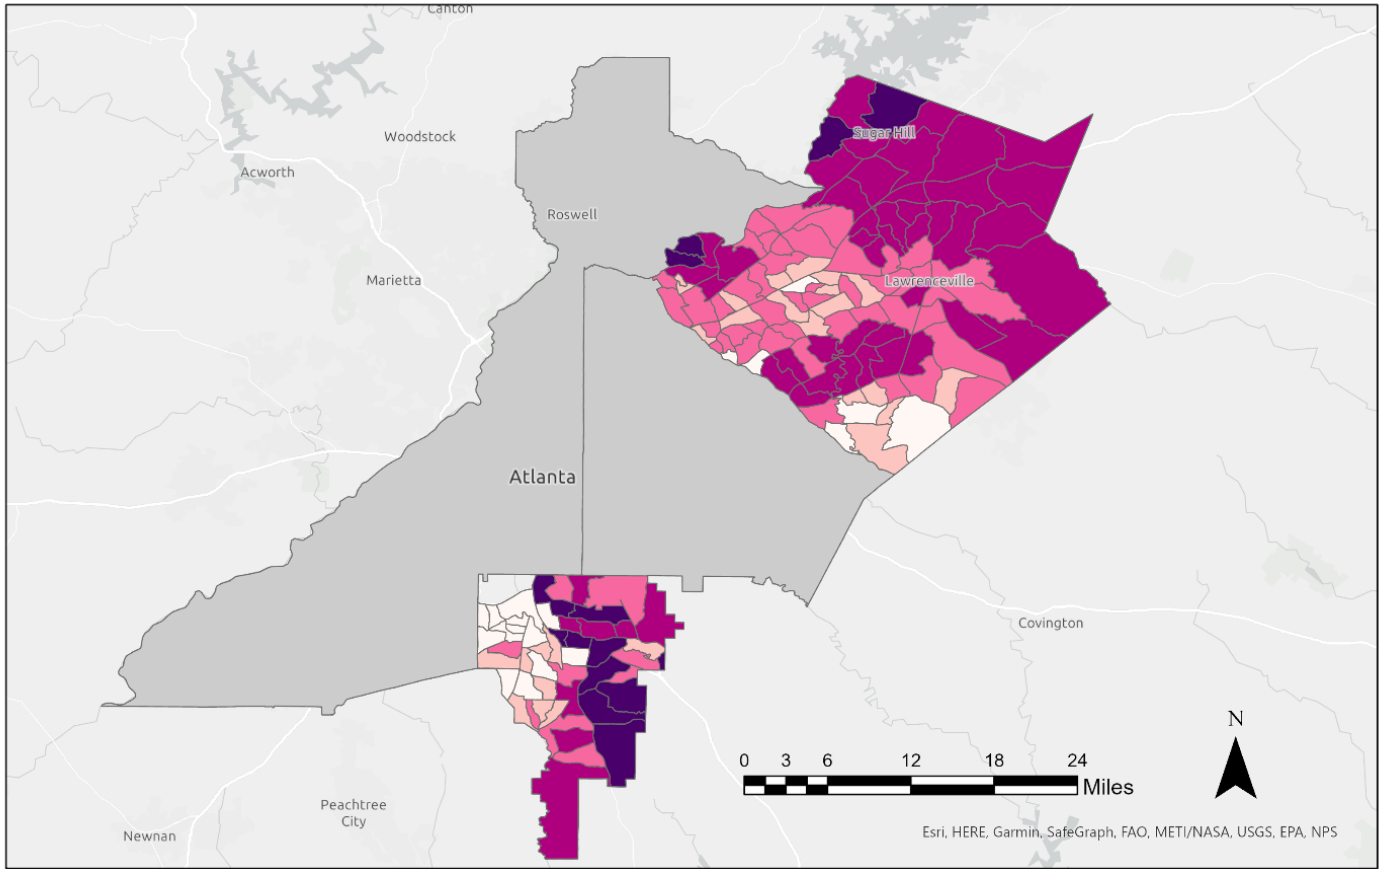 Canton
Woodstock
Acworth
Sugar Hill
Roswell
Marietta
Lawrenceville
Atlanta
Covington
N
0 3 6 12 18 24
Miles
Peachtree
City
Newnan
Esri, HERE, Garmin, SafeGraph, FAO, METI/NASA, USGS, EPA, NPS